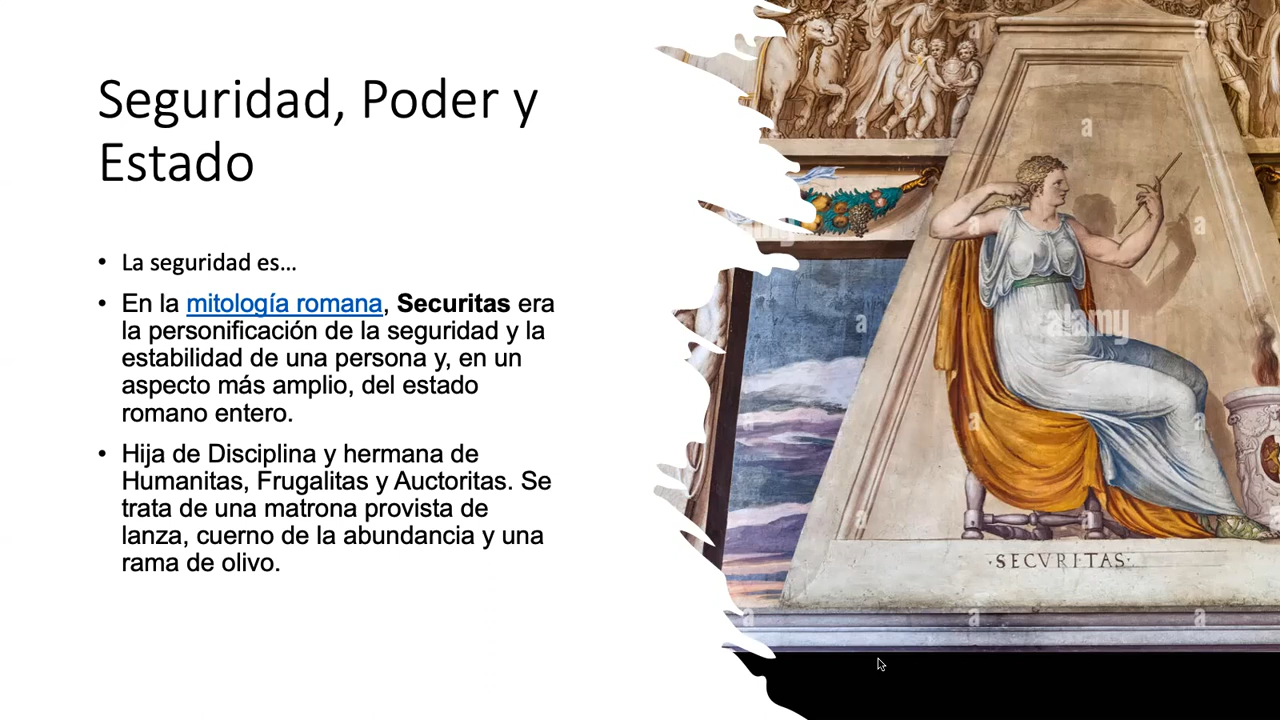 Seguridad, Poder y
Estado
• La seguridad es...
• En la mitología romana, Securitas era
la personificación de la seguridad y la
estabilidad de una persona y, en un
aspecto más amplio, del estado
romano entero.
• Hija de Disciplina y hermana de
Humanitas, Frugalitas y Auctoritas. Se
trata de una matrona provista de
lanza, cuerno de la abundancia y una
rama de olivo.
a
a
a
alamy
a
alamy
a
a
a
·SECVRITAS·
a
a
a